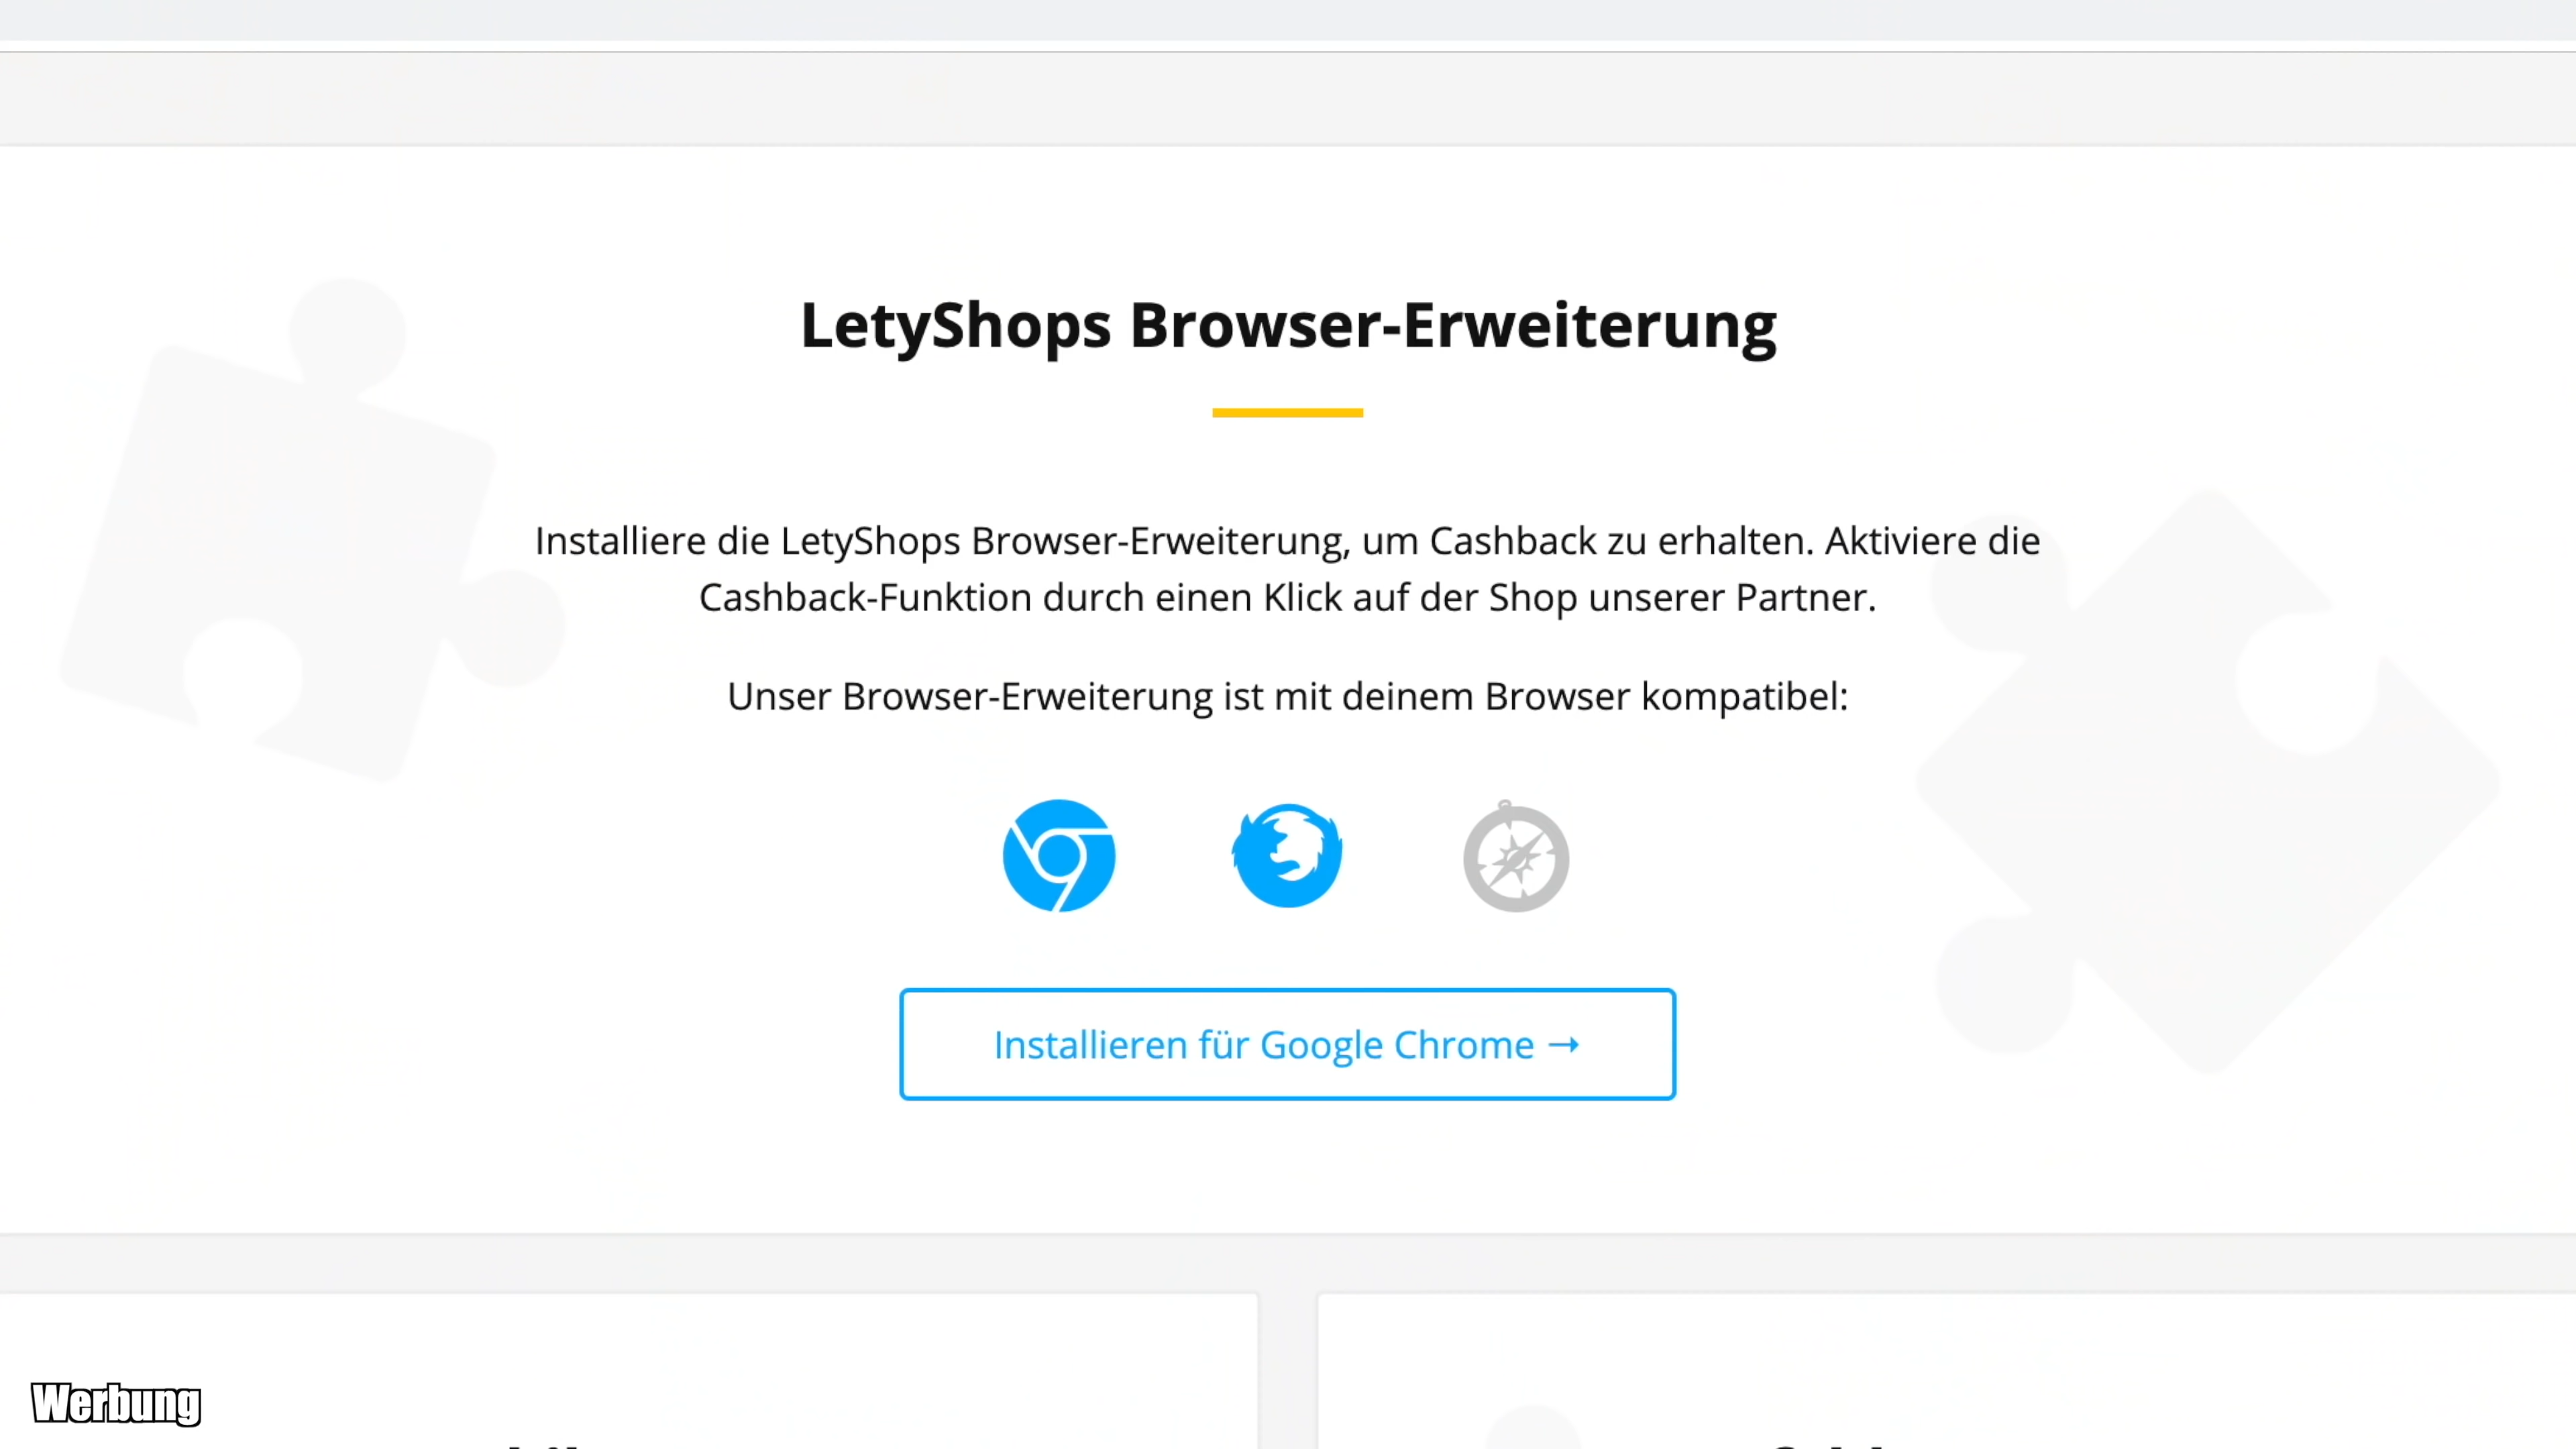 LetyShops Browser-Erweiterung
Installiere die LetyShops Browser-Erweiterung, um Cashback zu erhalten. Aktiviere die
Cashback-Funktion durch einen Klick auf der Shop unserer Partner.
Unser Browser-Erweiterung ist mit deinem Browser kompatibel:
Installieren für Google Chrome →
Werbung